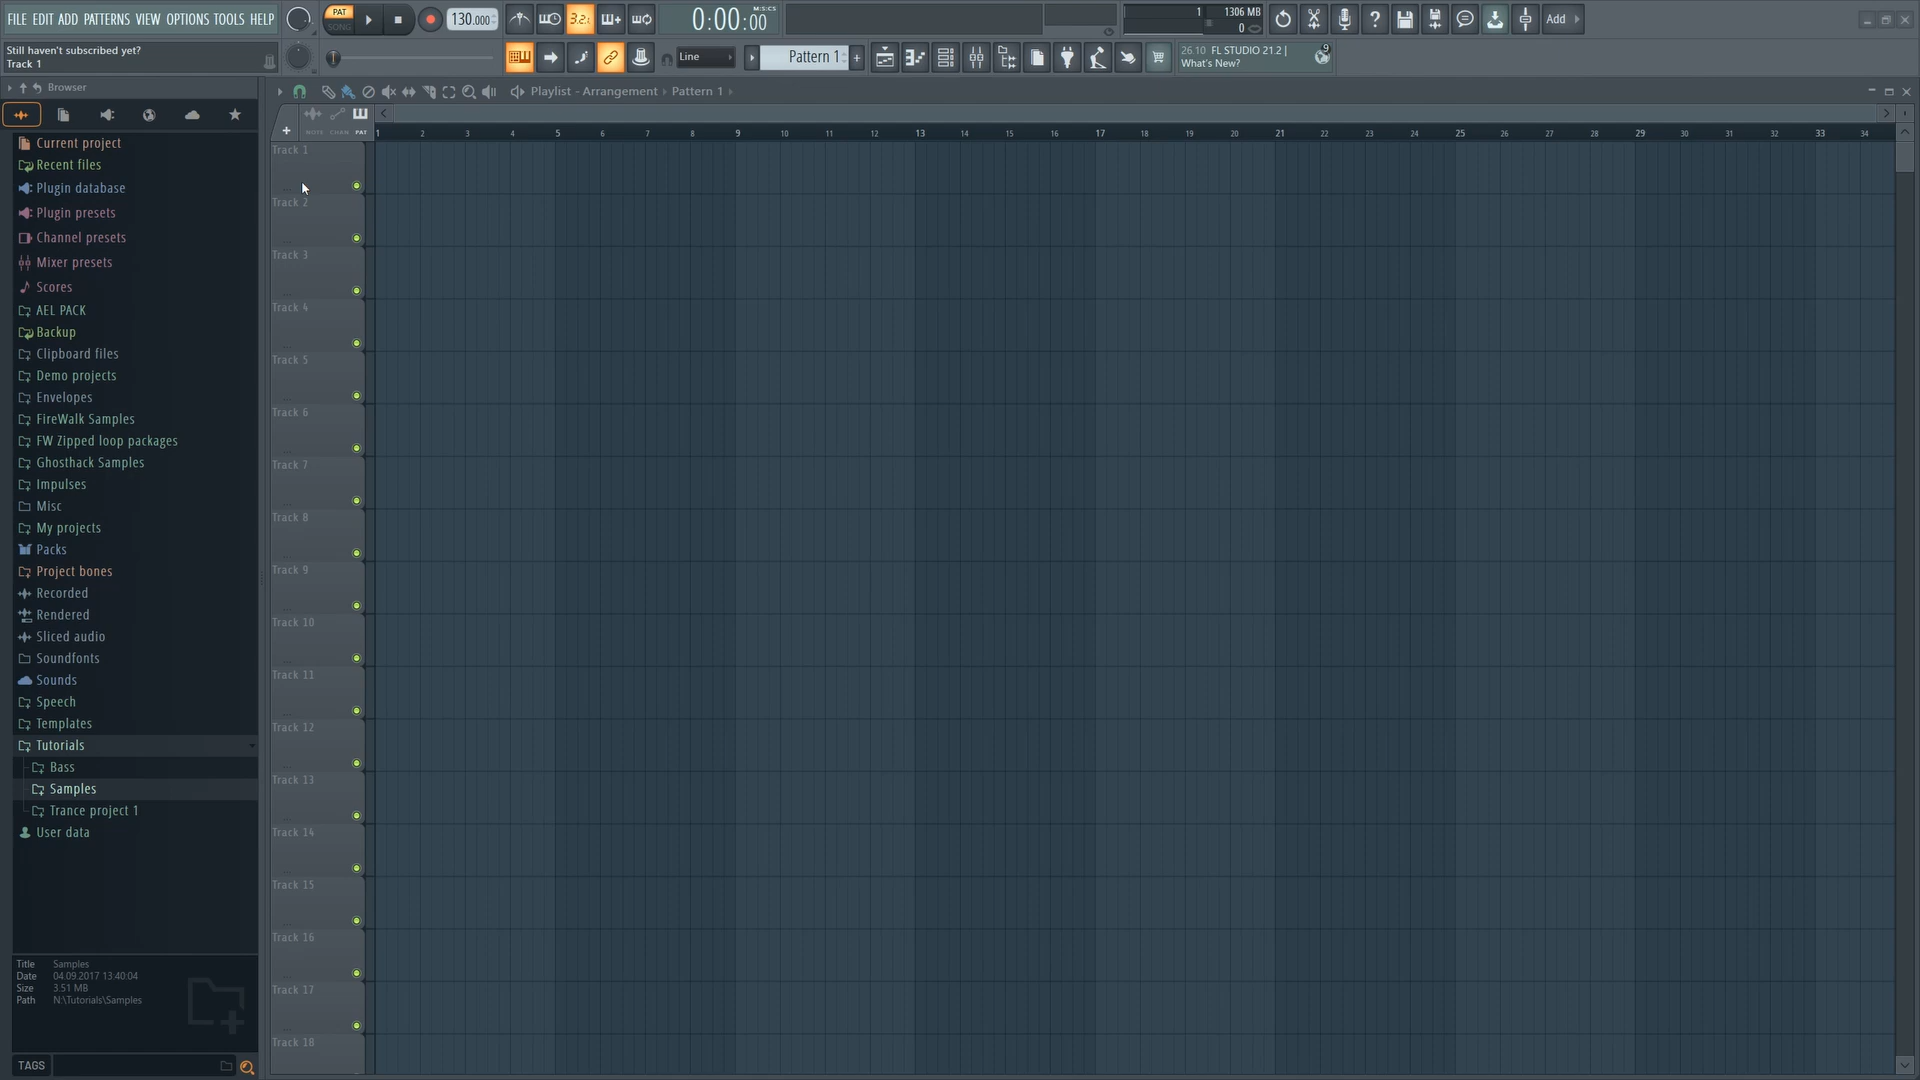 FILE EDIT ADD PATTERNS VIEW OPTIONS TOOLS HELP
PAT
SONG
130.000
3.2.
0:00:00
M:S:CS
1
1306 MB
0
Add
Still haven't subscribed yet?
Track 1
Line
Pattern 1
26.10 FL STUDIO 21.2 |
What's New?
9
Browser
Playlist - Arrangement
Pattern 1
NOTE CHAN PAT
1 2 3 4 5 6 7 8 9 10 11 12 13 14 15 16 17 18 19 20 21 22 23 24 25 26 27 28 29 30 31 32 33 34
Current project
Recent files
Plugin database
Plugin presets
Channel presets
Mixer presets
Scores
AEL PACK
Backup
Clipboard files
Demo projects
Envelopes
FireWalk Samples
FW Zipped loop packages
Ghosthack Samples
Impulses
Misc
My projects
Packs
Project bones
Recorded
Rendered
Sliced audio
Soundfonts
Sounds
Speech
Templates
Tutorials
Bass
Samples
Trance project 1
User data
Track 1
Track 2
Track 3
Track 4
Track 5
Track 6
Track 7
Track 8
Track 9
Track 10
Track 11
Track 12
Track 13
Track 14
Track 15
Track 16
Track 17
Track 18
Title Samples
Date 04.09.2017 13:40:04
Size 3.51 MB
Path N:\Tutorials\Samples
TAGS